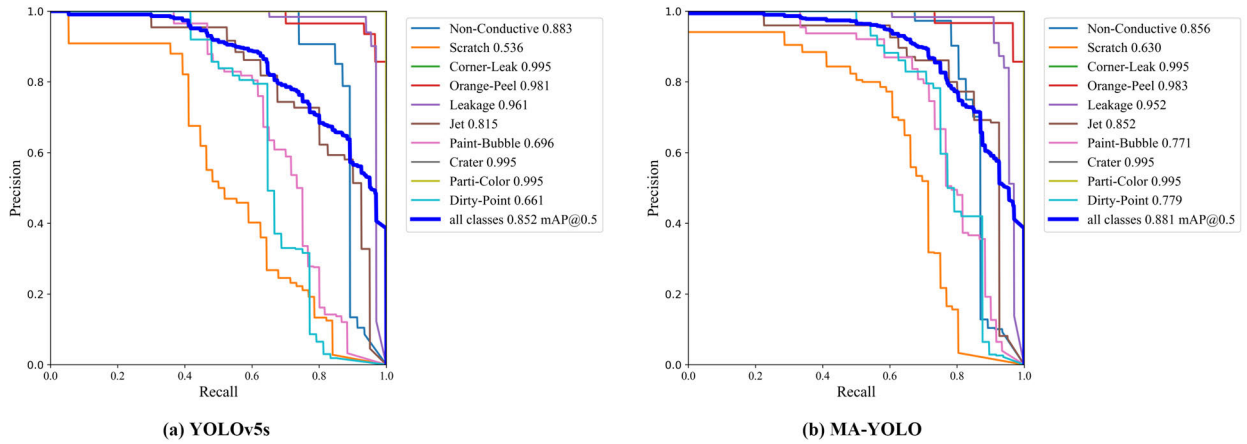 Precision
1.0
0.8
0.6
0.4
0.2
0.0
0.0 0.2 0.4 0.6 0.8 1.0
Recall
Non-Conductive 0.883
Scratch 0.536
Corner-Leak 0.995
Orange-Peel 0.981
Leakage 0.961
Jet 0.815
Paint-Bubble 0.696
Crater 0.995
Parti-Color 0.995
Dirty-Point 0.661
all classes 0.852 mAP@0.5
(a) YOLOv5s
Precision
1.0
0.8
0.6
0.4
0.2
0.0
0.0 0.2 0.4 0.6 0.8 1.0
Recall
Non-Conductive 0.856
Scratch 0.630
Corner-Leak 0.995
Orange-Peel 0.983
Leakage 0.952
Jet 0.852
Paint-Bubble 0.771
Crater 0.995
Parti-Color 0.995
Dirty-Point 0.779
all classes 0.881 mAP@0.5
(b) MA-YOLO